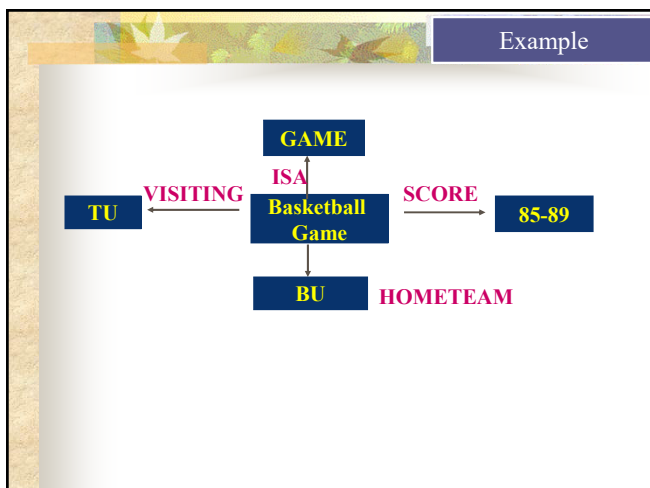 Example
GAME
ISA
VISITING
SCORE
TU
Basketball
Game
85-89
BU
HOMETEAM